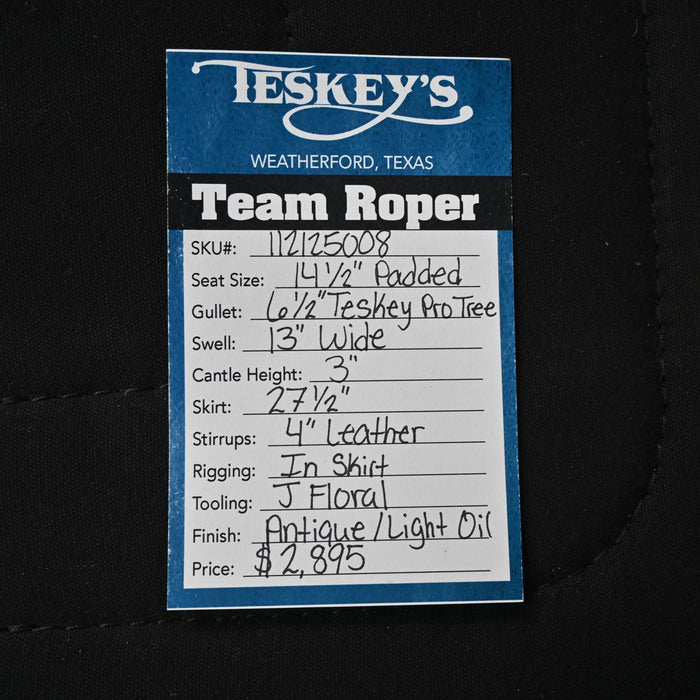 TESKEY'S
WEATHERFORD, TEXAS
Team Roper
SKU#: 112125008
Seat Size: 14 1/2" Padded
Gullet: 6 1/2" Teskey Pro Tree
Swell: 13" Wide
Cantle Height: 3"
Skirt: 27 1/2"
Stirrups: 4" Leather
Rigging: In Skirt
Tooling: J Floral
Finish: Antique/Light Oil
Price: $2,895